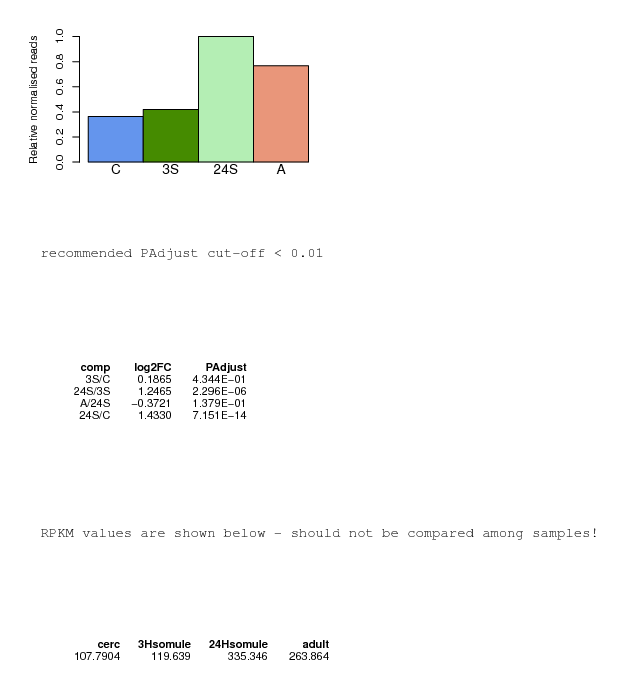 Relative normalised reads
1.0
0.8
0.6
0.4
0.2
0.0
C 3S 24S A
recommended PAdjust cut-off < 0.01
comp log2FC PAdjust
3S/C 0.1865 4.344E-01
24S/3S 1.2465 2.296E-06
A/24S -0.3721 1.379E-01
24S/C 1.4330 7.151E-14
RPKM values are shown below - should not be compared among samples!
cerc 3Hsomule 24Hsomule adult
107.7904 119.639 335.346 263.864